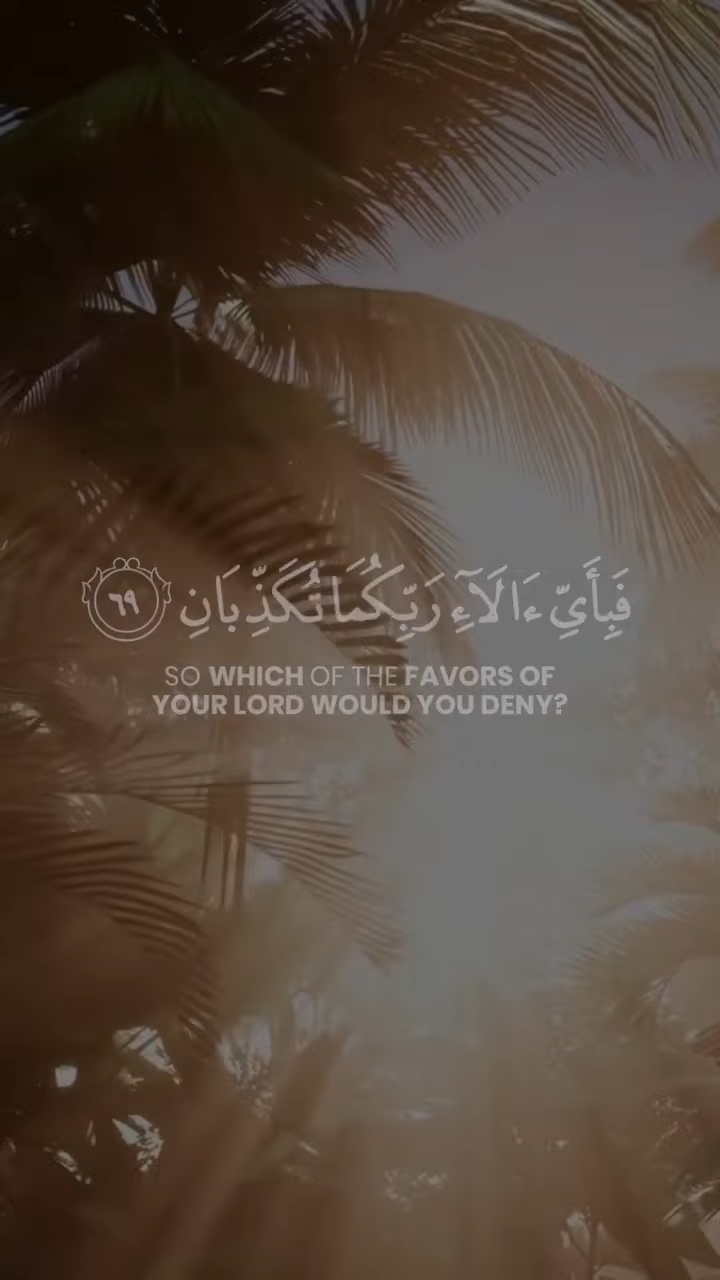 فَبِأَيِّ ءَالَآءِ رَبِّكُمَا تُكَذِّبَانِ ٦٩
SO WHICH OF THE FAVORS OF
YOUR LORD WOULD YOU DENY?